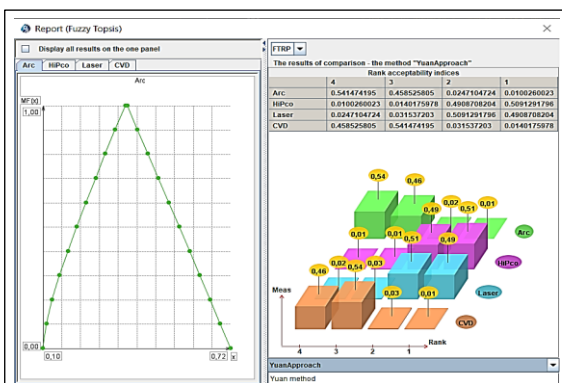 Report (Fuzzy Topsis)
Display all results on the one panel
Arc HiPco Laser CVD
Arc
MF(x)
1,00
0,00
0,10 0,72 x
FTRP
The results of comparison - the method "YuanApproach"
Rank acceptability indices
4 3 2 1
Arc 0.541474195 0.458525805 0.0247104724 0.0100260023
HiPco 0.0100260023 0.0140175978 0.4908708204 0.5091291796
Laser 0.0247104724 0.031537203 0.5091291796 0.4908708204
CVD 0.458525805 0.541474195 0.031537203 0.0140175978
0,54 0,46 0,02 0,01
Arc
0,01 0,01 0,49 0,51
HiPco
0,02 0,03 0,51 0,49
Laser
0,46 0,54 0,03 0,01
CVD
Meas
4 3 2 1 Rank
YuanApproach
Yuan method